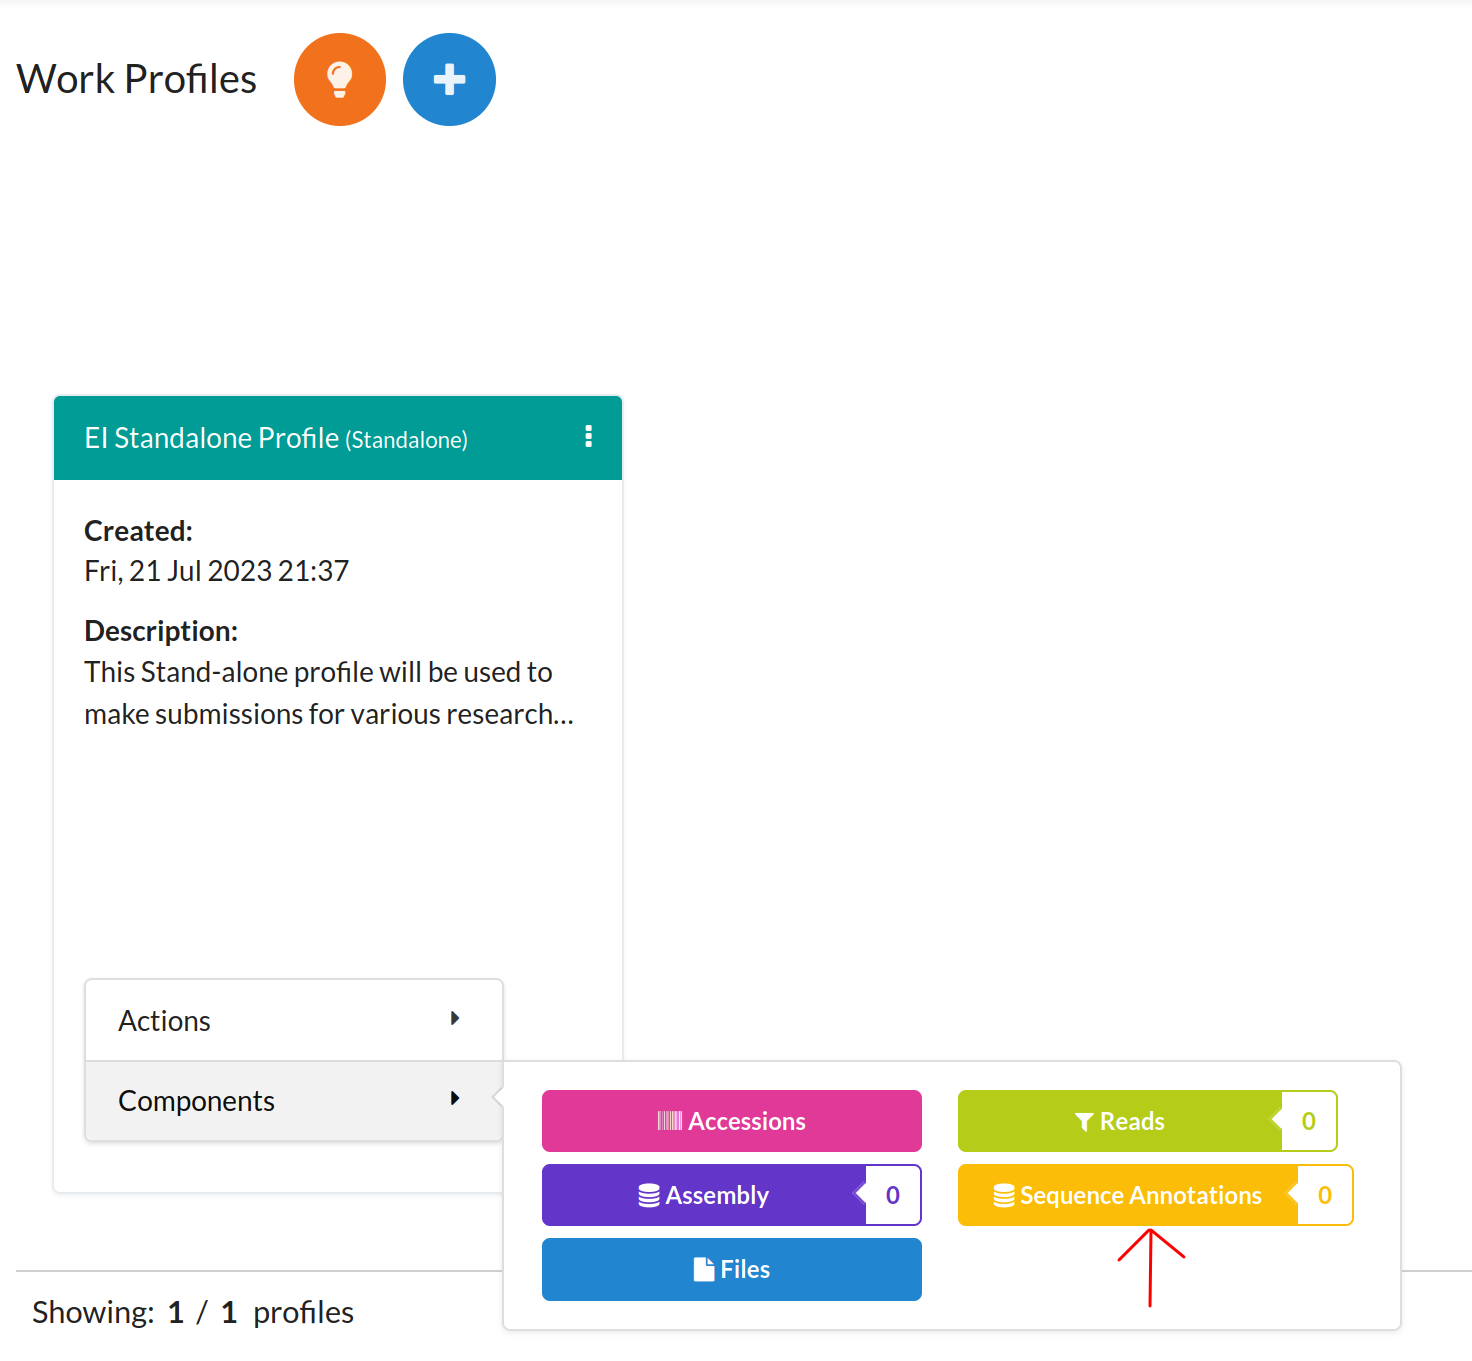 Work Profiles
EI Standalone Profile (Standalone)
Created:
Fri, 21 Jul 2023 21:37
Description:
This Stand-alone profile will be used to
make submissions for various research...
Actions
Components
Accessions
Reads 0
Assembly 0
Sequence Annotations 0
Files
Showing: 1 / 1 profiles